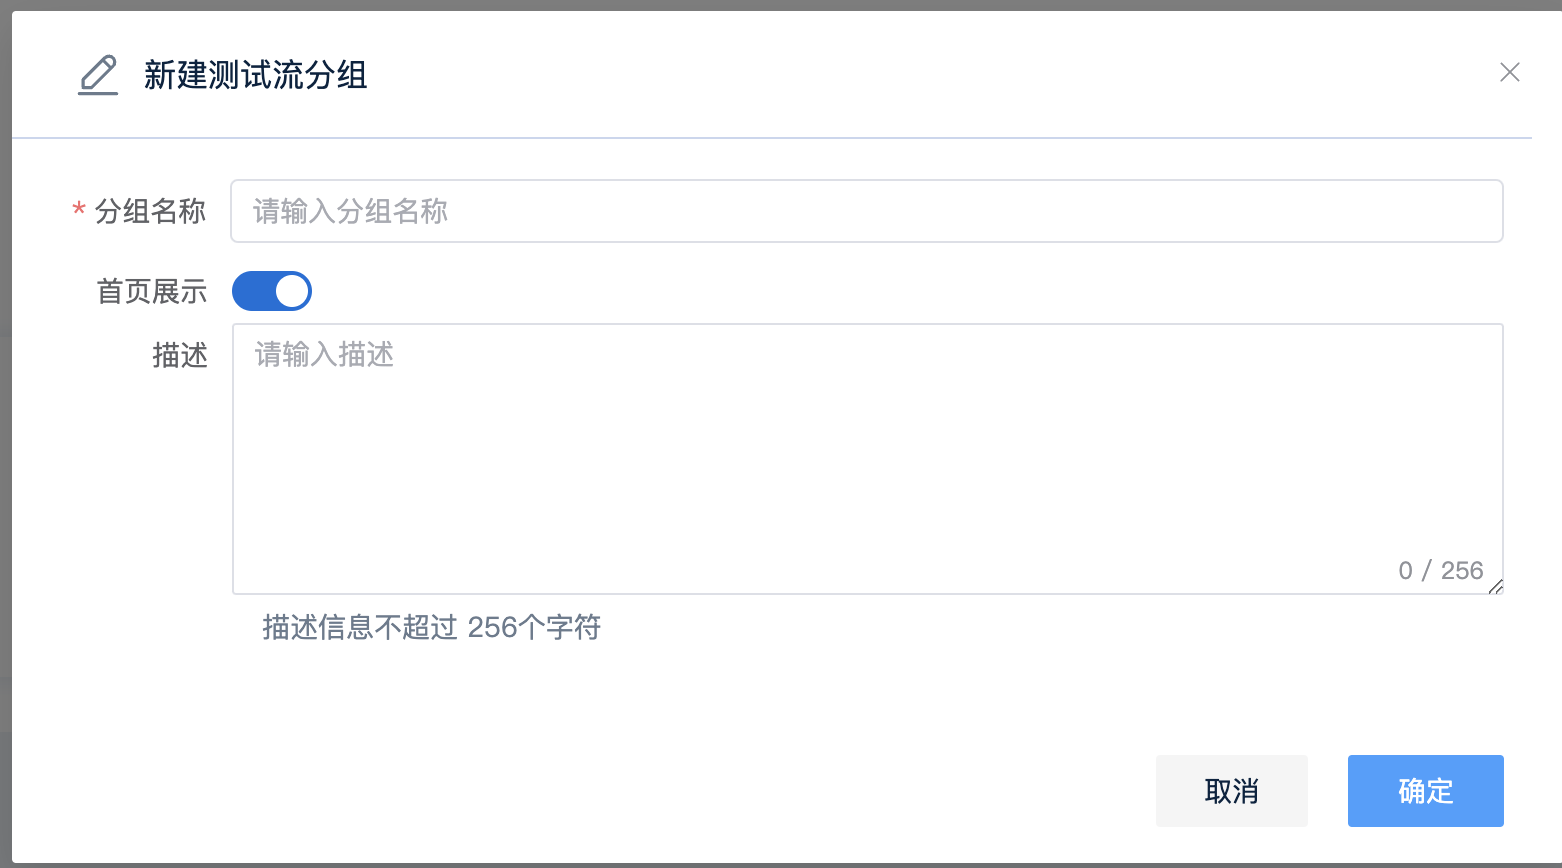 新建测试流分组
* 分组名称 请输入分组名称
首页展示
描述 请输入描述
0 / 256
描述信息不超过 256个字符
取消 确定